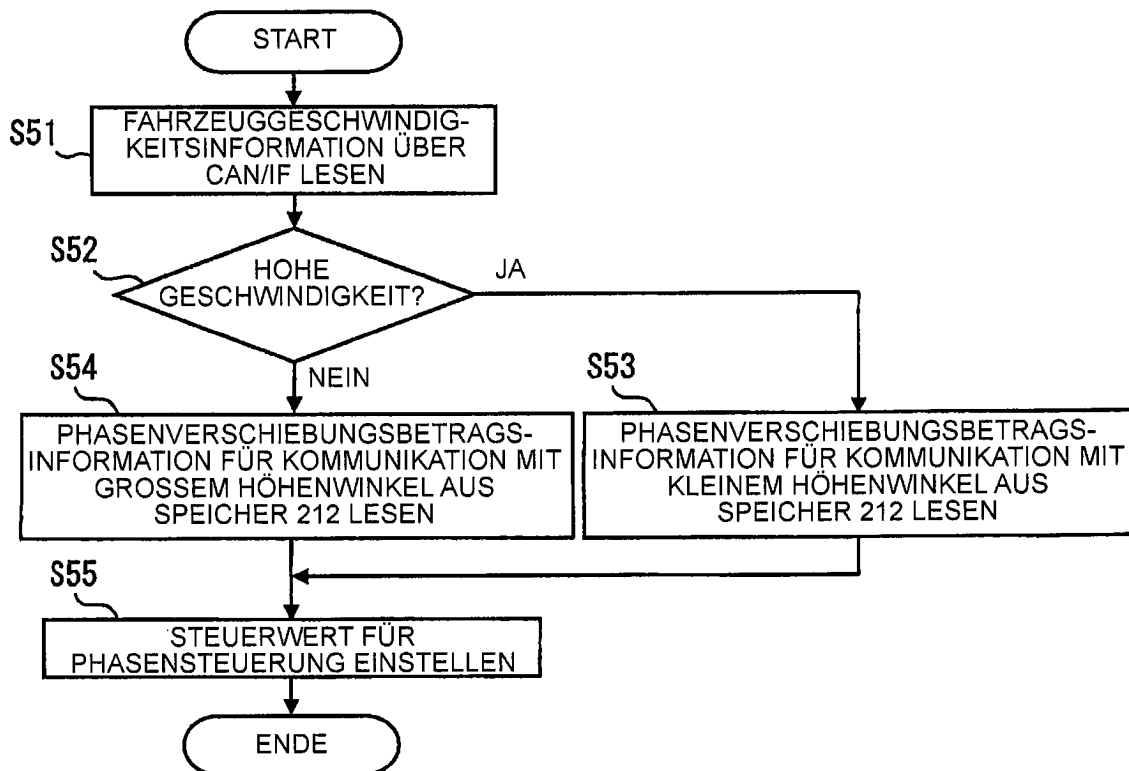 START
S51
FAHRZEUGGESCHWINDIG-
KEITSINFORMATION ÜBER
CAN/IF LESEN
S52
HOHE
GESCHWINDIGKEIT?
JA
NEIN
S54
PHASENVERSCHIEBUNGSBETRAGS-
INFORMATION FÜR KOMMUNIKATION MIT
GROSSEM HÖHENWINKEL AUS
SPEICHER 212 LESEN
S53
PHASENVERSCHIEBUNGSBETRAGS-
INFORMATION FÜR KOMMUNIKATION MIT
KLEINEM HÖHENWINKEL AUS
SPEICHER 212 LESEN
S55
STEUERWERT FÜR
PHASENSTEUERUNG EINSTELLEN
ENDE